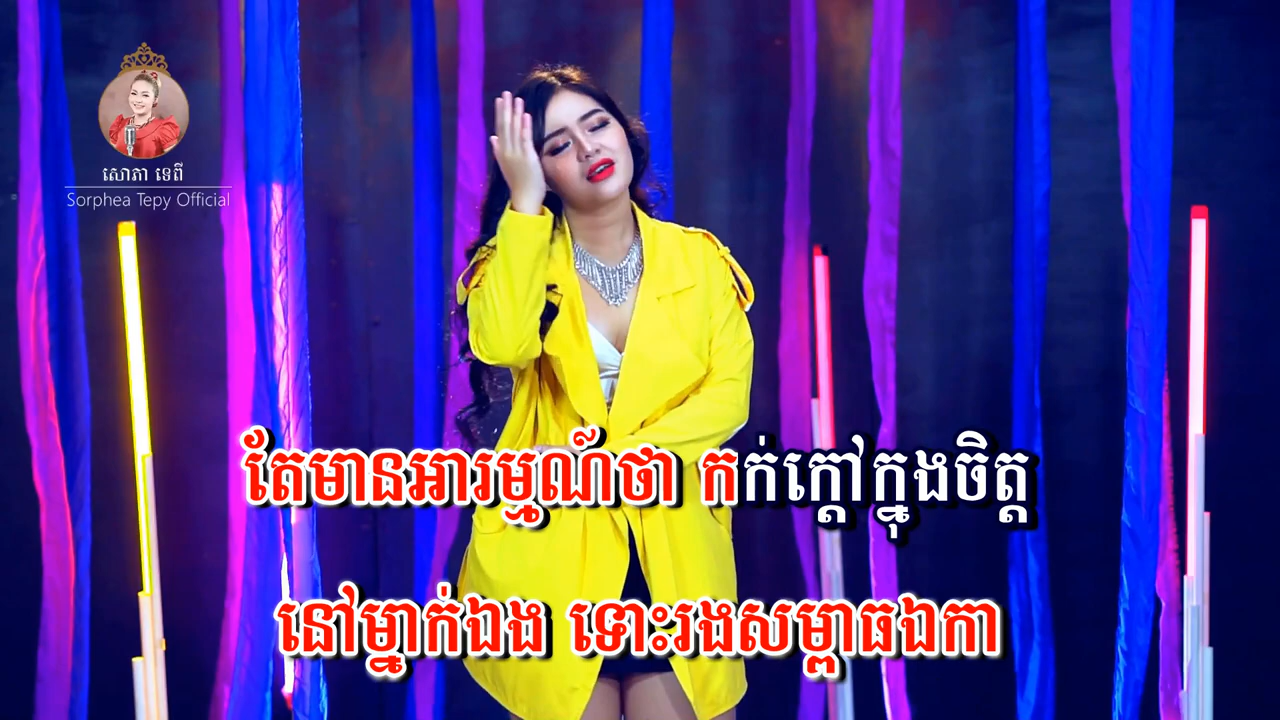 សោភា ទេពី
Sorphea Tepy Official
តែមានអារម្មណ៍ថា កក់ក្ដៅក្នុងចិត្ត
នៅម្នាក់ឯង ទោះរងសម្ពាធឯកា